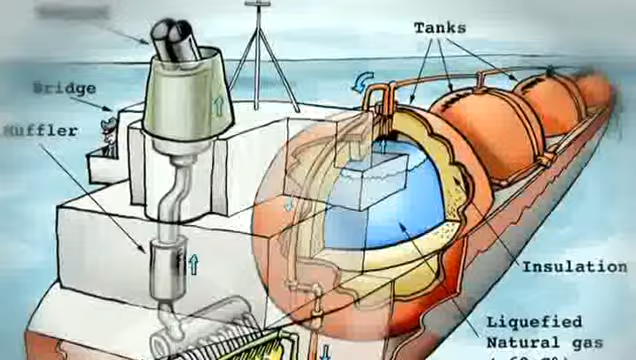 Tanks
Bridge
Muffler
Insulation
Liquefied
Natural gas